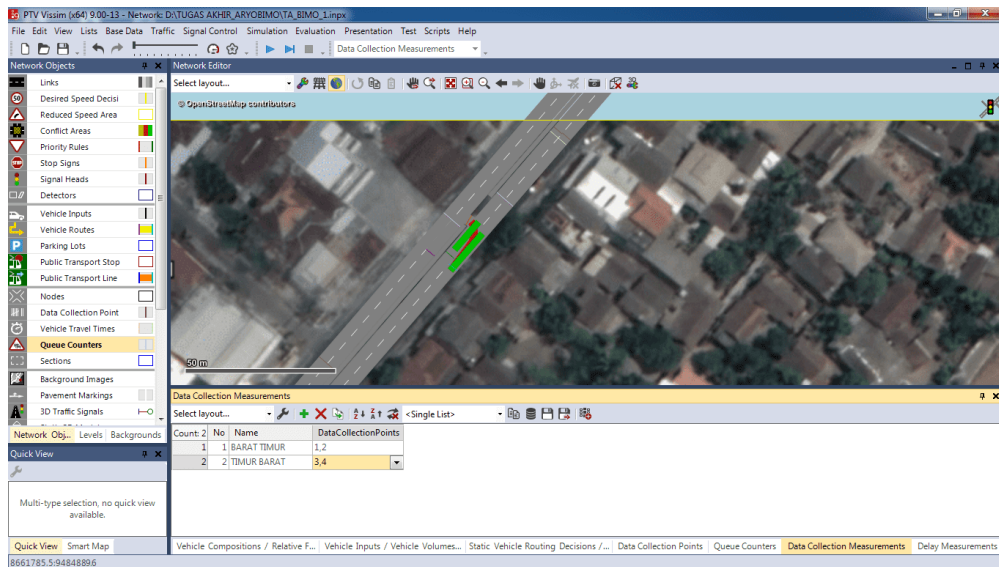 PTV Vissim (x64) 9.00-13 - Network: D:\TUGAS AKHIR_ARYOBIMO\TA_BIMO_1.inpx
File Edit View Lists Base Data Traffic Signal Control Simulation Evaluation Presentation Test Scripts Help
Data Collection Measurements
Network Objects
Network Editor
Select layout...
© OpenStreetMap contributors
Links
50
Desired Speed Decisi
Reduced Speed Area
Conflict Areas
Priority Rules
STOP
Stop Signs
Signal Heads
Detectors
Vehicle Inputs
Vehicle Routes
P
Parking Lots
Public Transport Stop
Public Transport Line
Nodes
Data Collection Point
Vehicle Travel Times
Queue Counters
Sections
Background Images
Pavement Markings
3D Traffic Signals
50 m
Network Obj... Levels Backgrounds
Quick View
Multi-type selection, no quick view
available.
Quick View Smart Map
Data Collection Measurements
Select layout... <Single List>
Count: 2 No Name DataCollectionPoints
1 1 BARAT TIMUR 1,2
2 2 TIMUR BARAT 3,4
Vehicle Compositions / Relative F... Vehicle Inputs / Vehicle Volumes... Static Vehicle Routing Decisions /... Data Collection Points Queue Counters Data Collection Measurements Delay Measurements
8661785.5:9484889.6